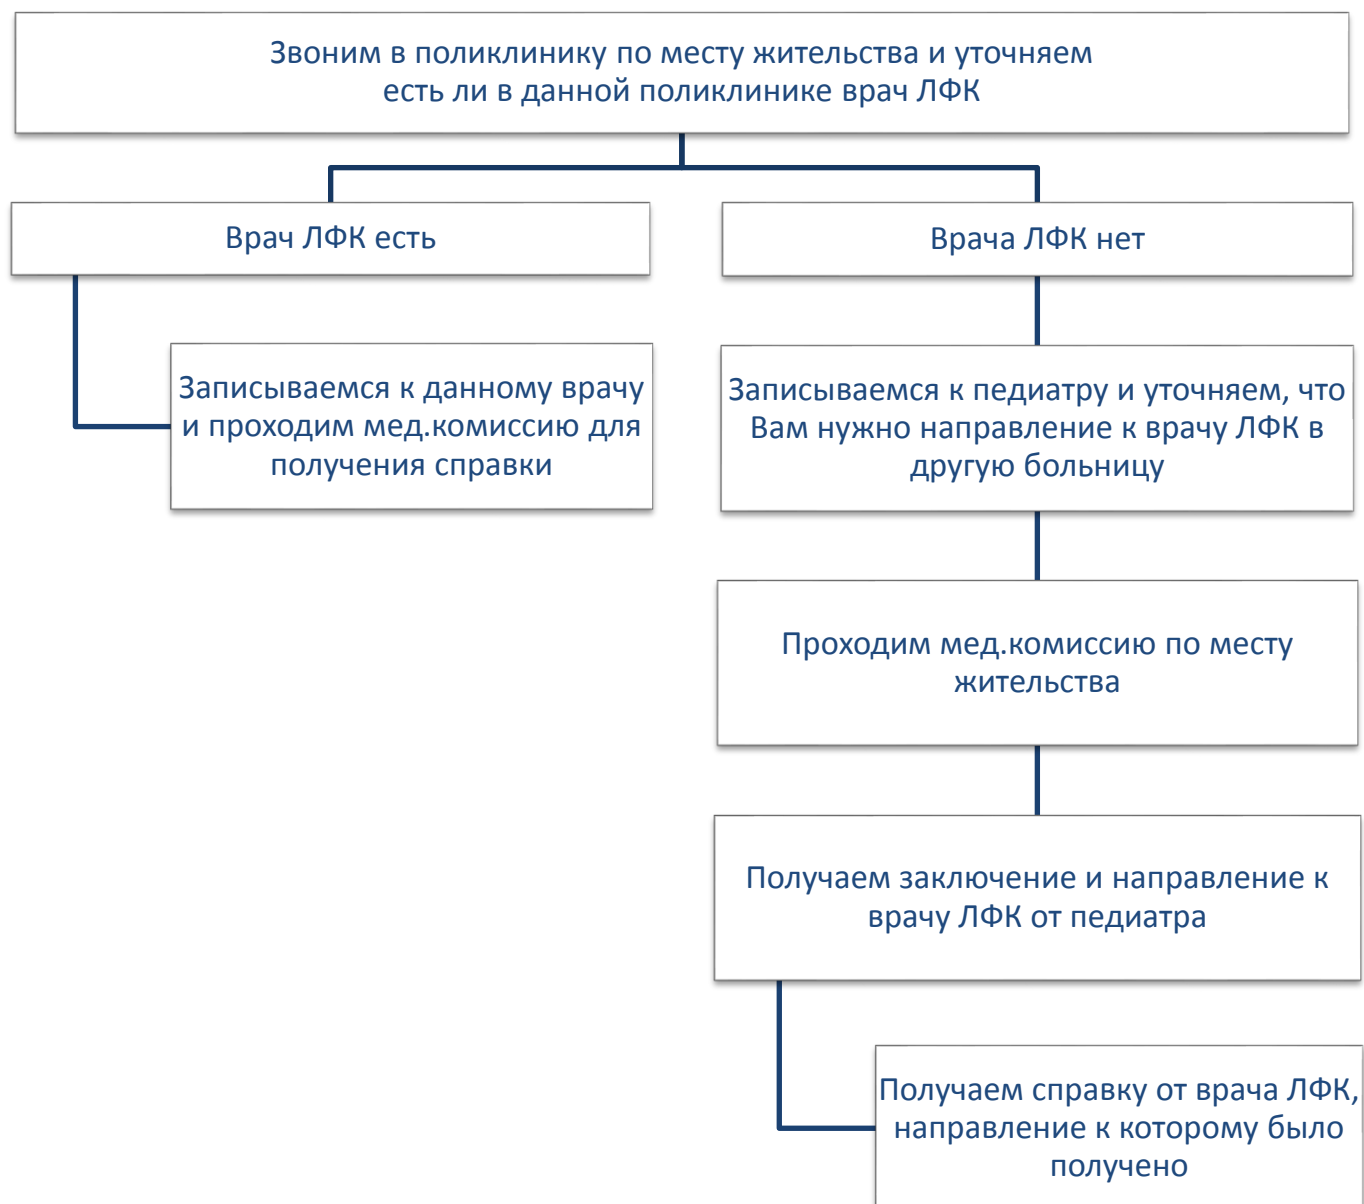 Звоним в поликлинику по месту жительства и уточняем
есть ли в данной поликлинике врач ЛФК
Врач ЛФК есть
Врача ЛФК нет
Записываемся к данному врачу
и проходим мед.комиссию для
получения справки
Записываемся к педиатру и уточняем, что
Вам нужно направление к врачу ЛФК в
другую больницу
Проходим мед.комиссию по месту
жительства
Получаем заключение и направление к
врачу ЛФК от педиатра
Получаем справку от врача ЛФК,
направление к которому было
получено